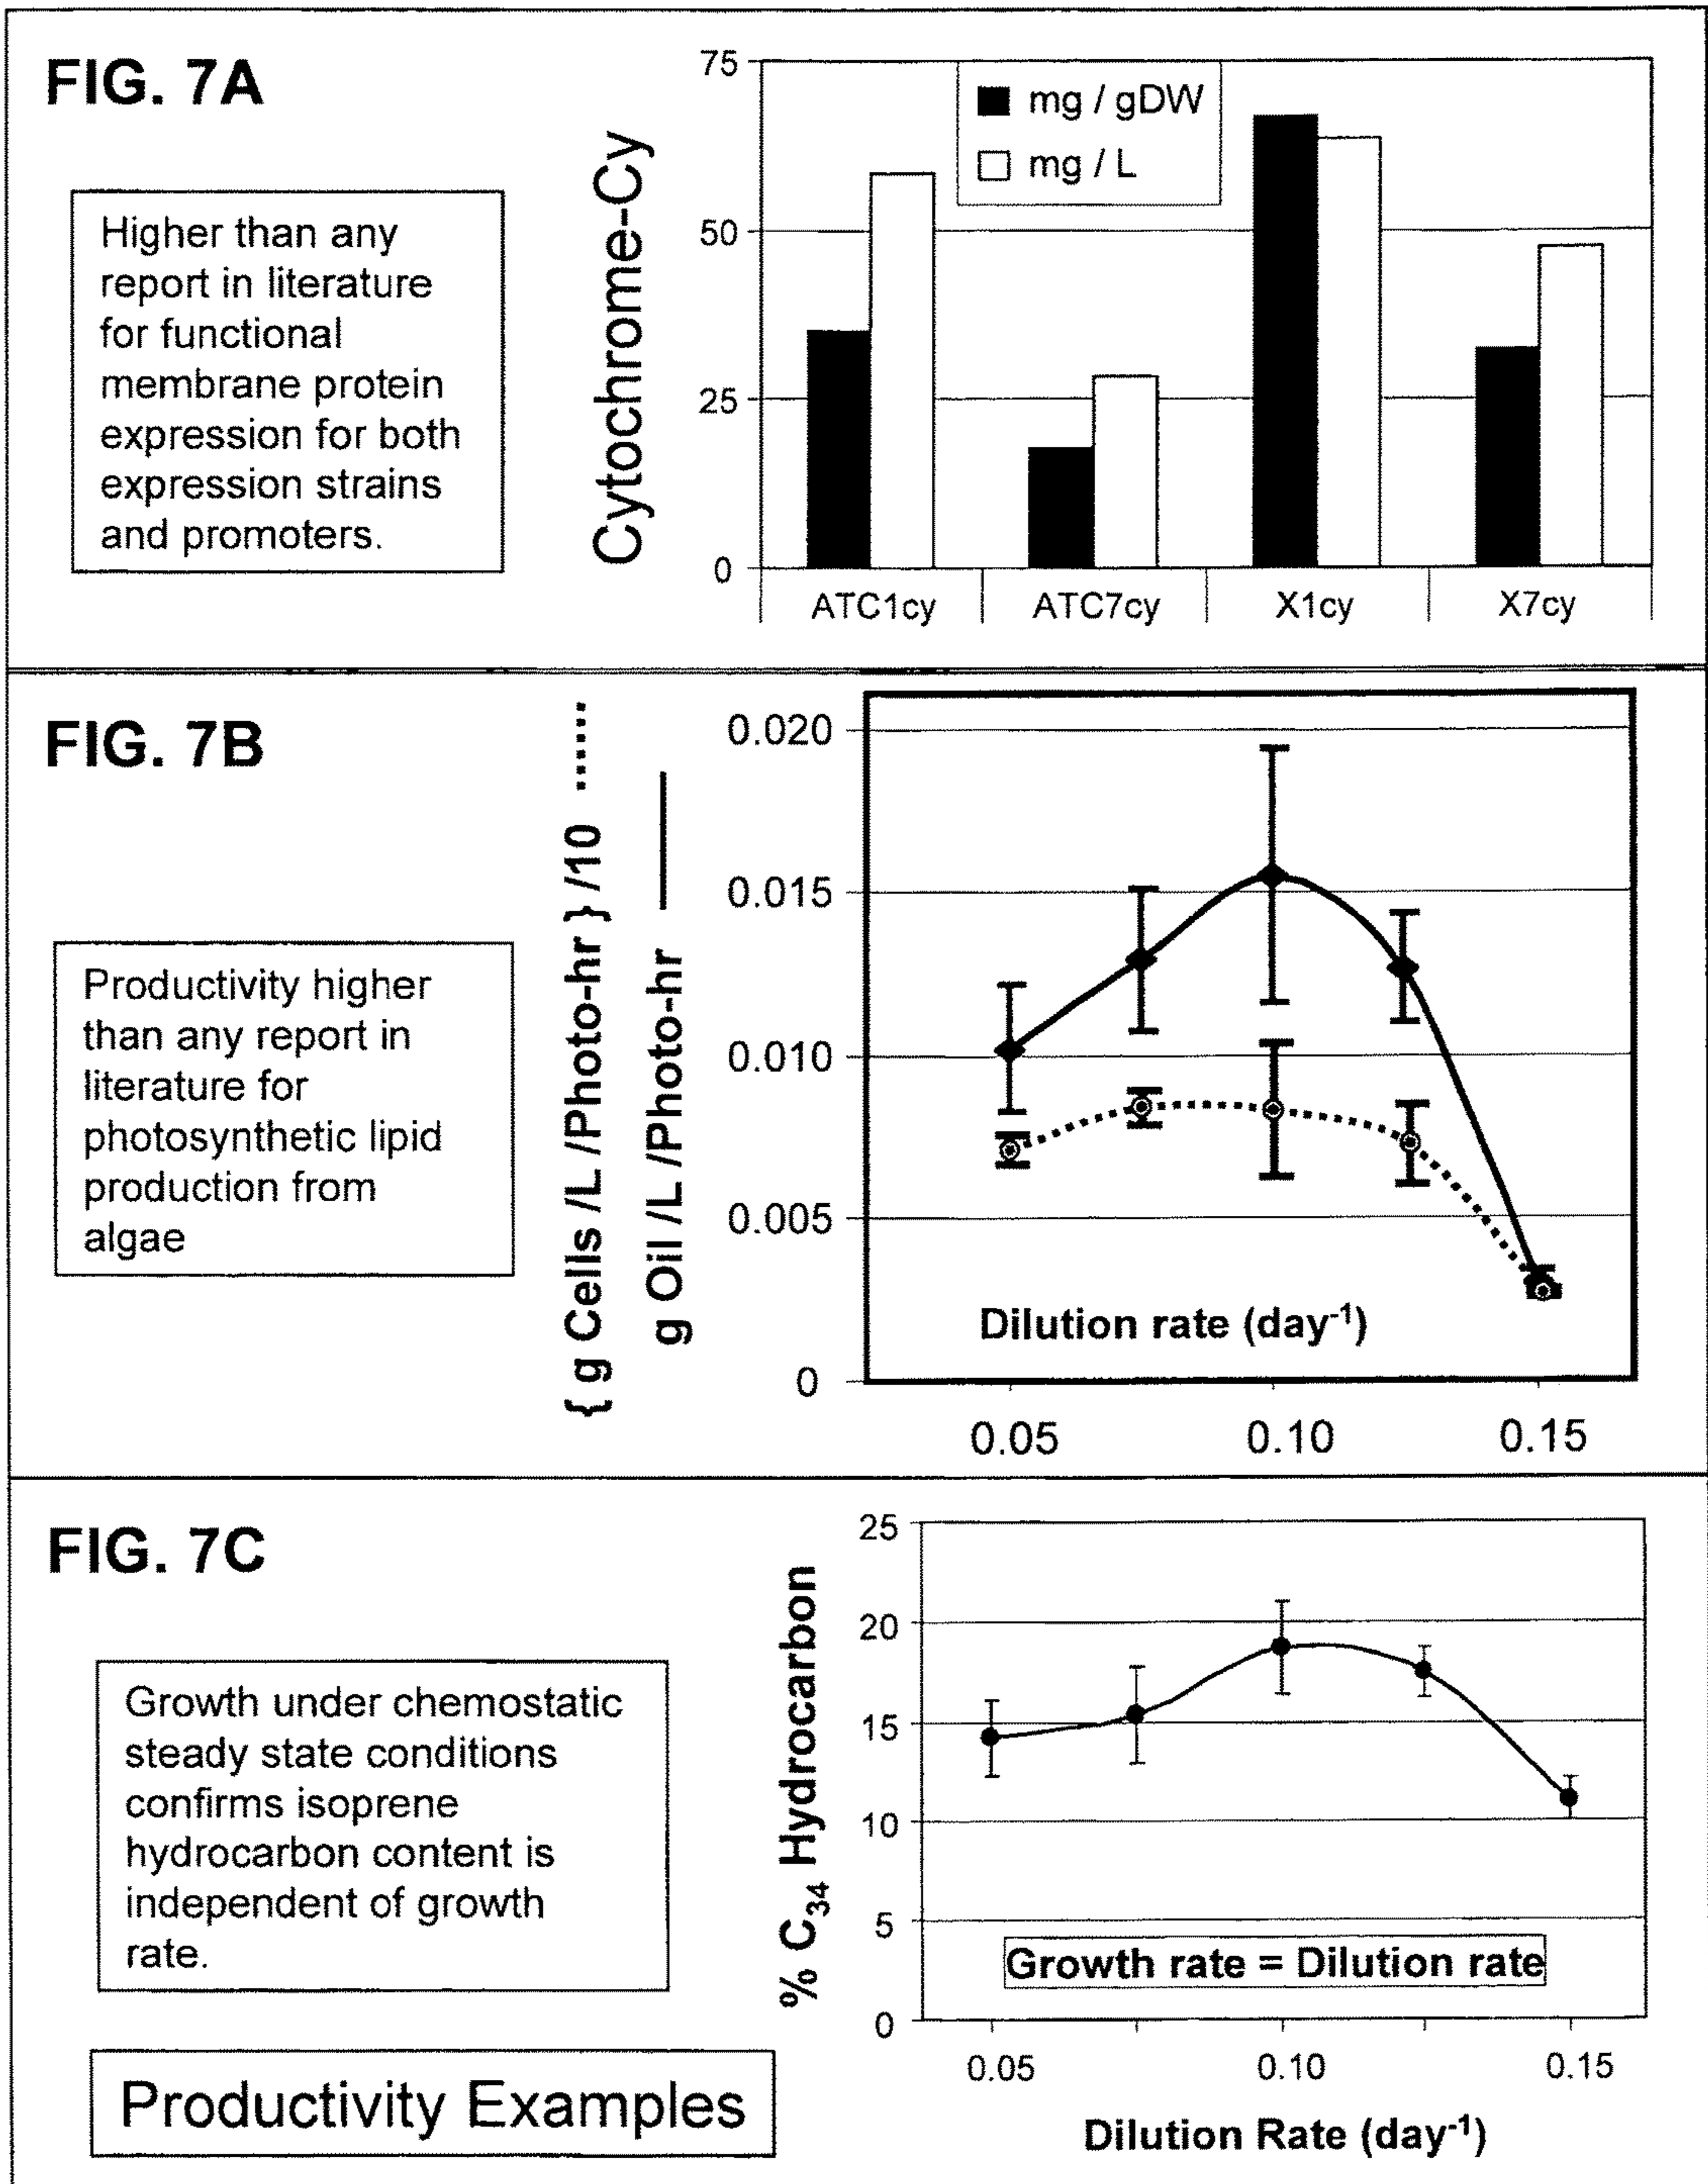 FIG. 7A
Higher than any
report in literature
for functional
membrane protein
expression for both
expression strains
and promoters.
Cytochrome-Cy
75
50
25
0
mg / gDW
mg / L
ATC1cy
ATC7cy
X1cy
X7cy
FIG. 7B
Productivity higher
than any report in
literature for
photosynthetic lipid
production from
algae
{ g Cells /L /Photo-hr } /10 ......
g Oil /L /Photo-hr
0.020
0.015
0.010
0.005
0
Dilution rate (day⁻¹)
0.05
0.10
0.15
FIG. 7C
Growth under chemostatic
steady state conditions
confirms isoprene
hydrocarbon content is
independent of growth
rate.
% C₃₄ Hydrocarbon
25
20
15
10
5
0
Growth rate = Dilution rate
0.05
0.10
0.15
Dilution Rate (day⁻¹)
Productivity Examples